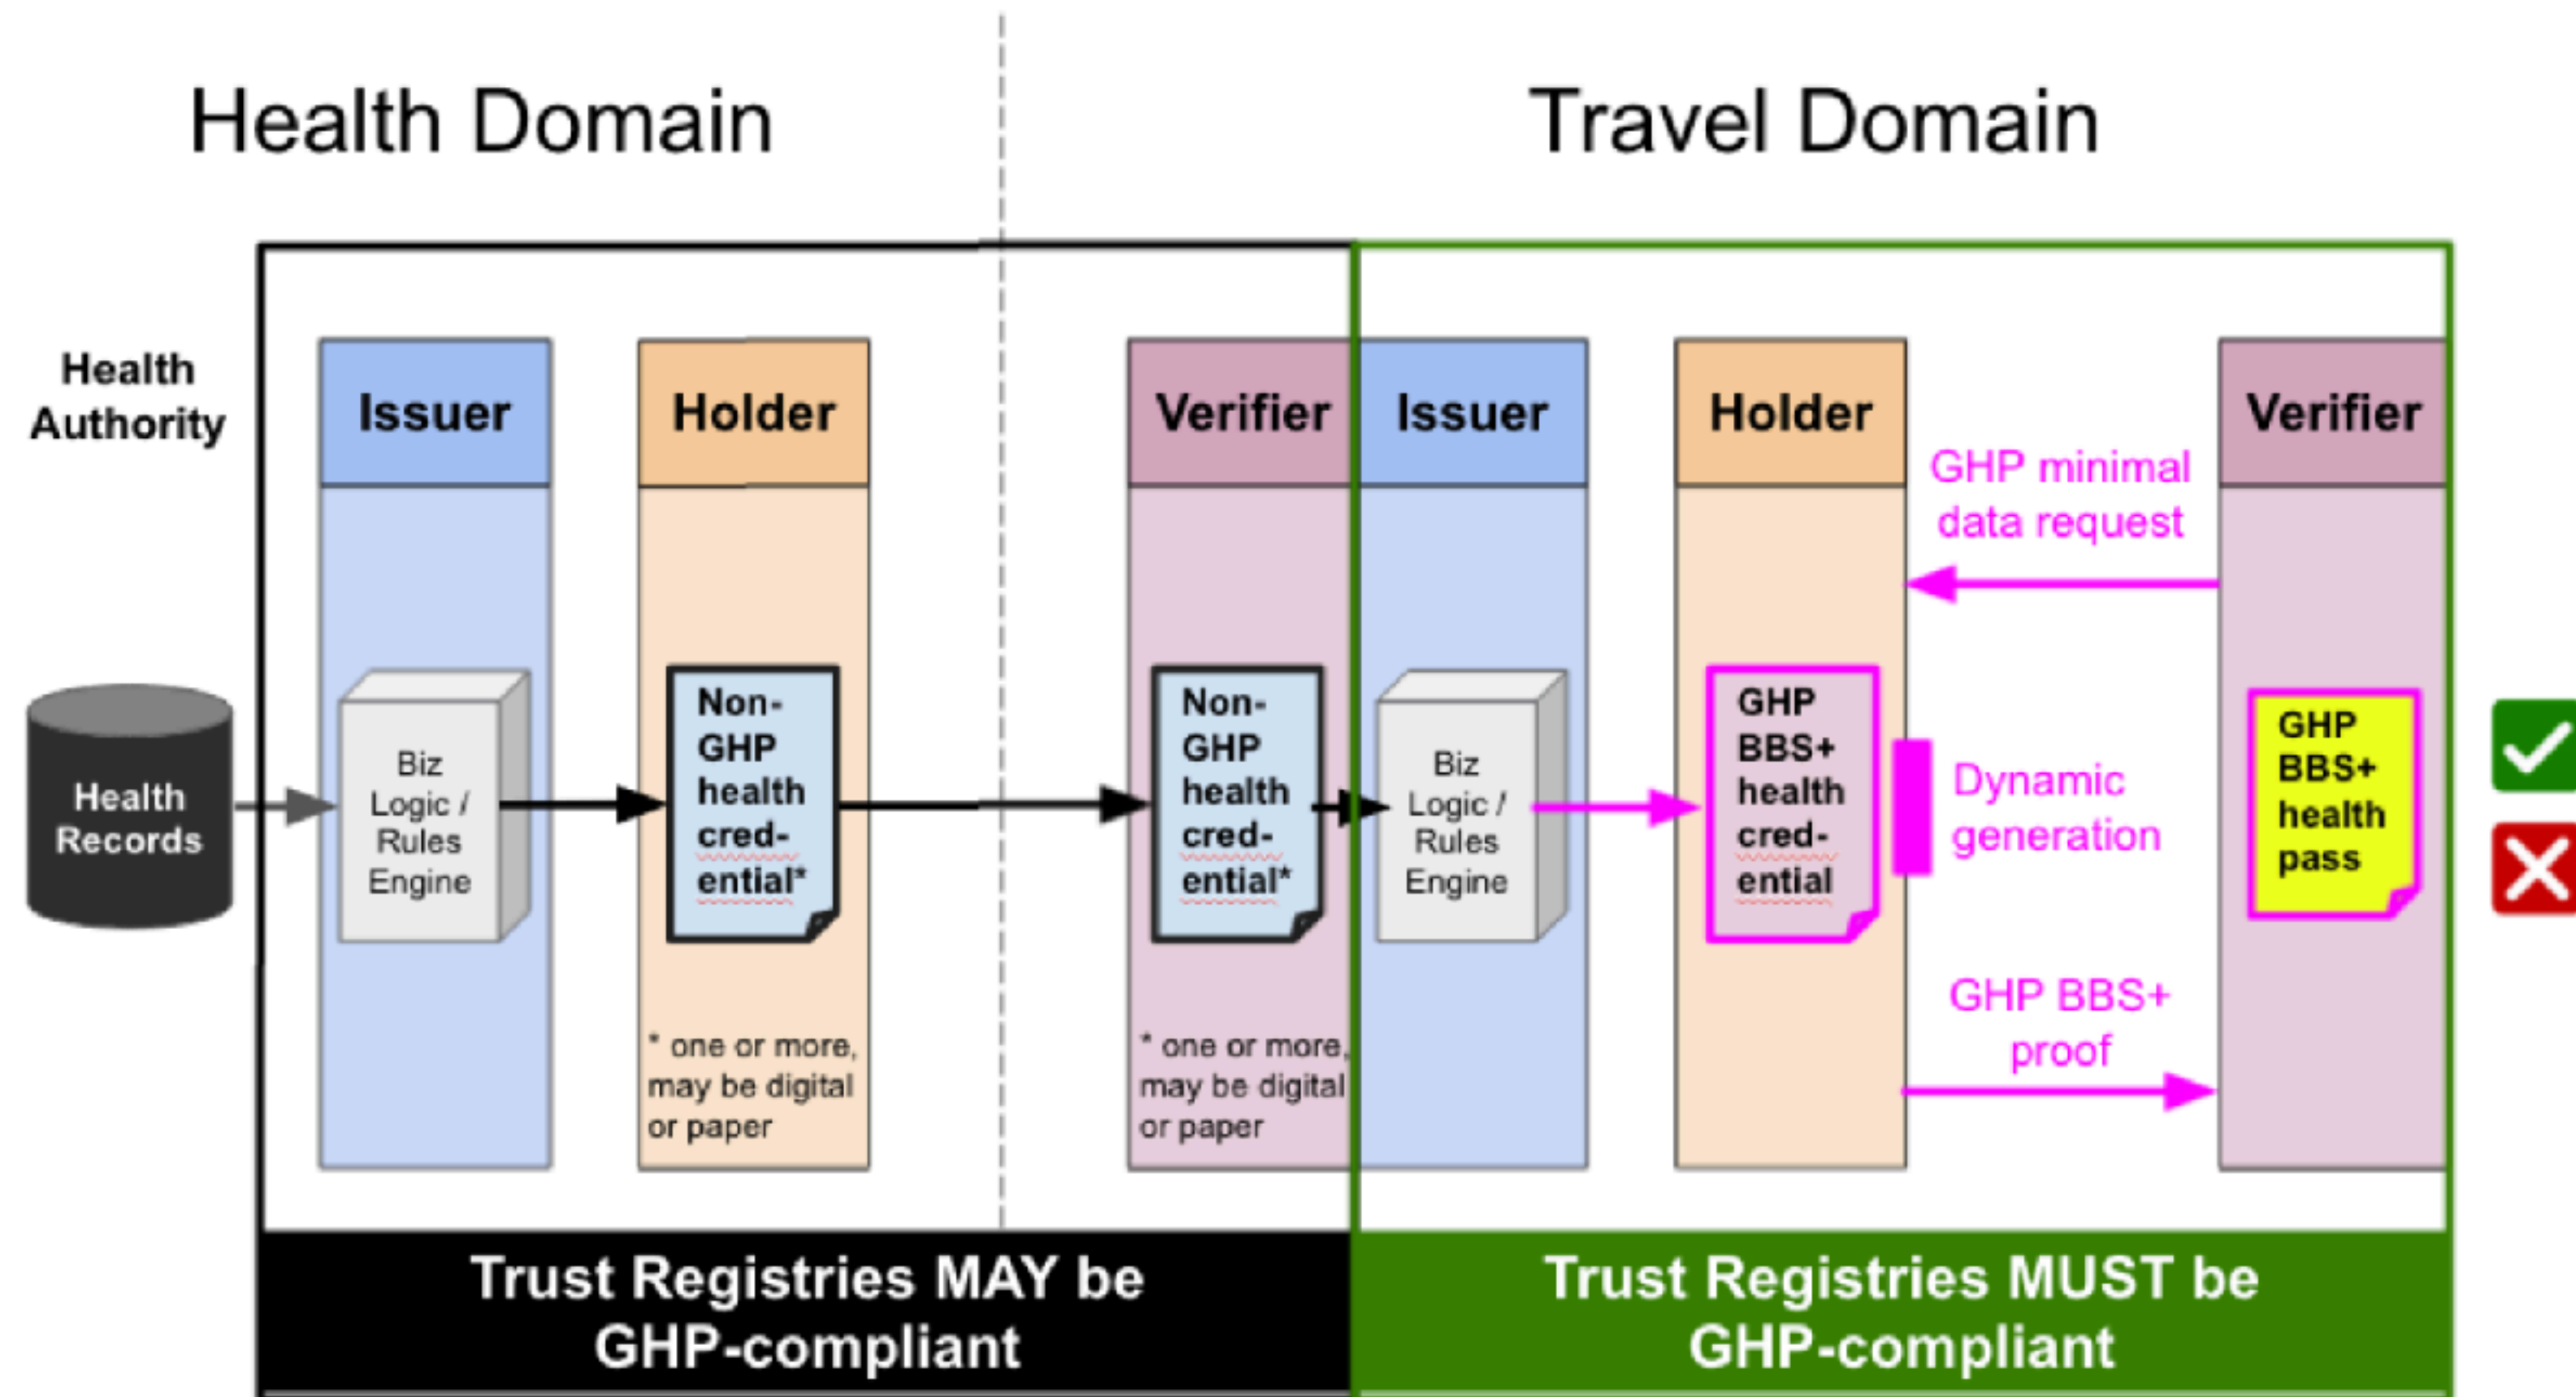 Health Domain
Travel Domain
Health
Authority
Issuer
Holder
Verifier
Issuer
Holder
Verifier
GHP minimal
data request
Health
Records
Biz
Logic /
Rules
Engine
Non-
GHP
health
cred-
ential*
Non-
GHP
health
cred-
ential*
Biz
Logic /
Rules
Engine
GHP
BBS+
health
cred-
ential
Dynamic
generation
GHP
BBS+
health
pass
* one or more,
may be digital
or paper
* one or more,
may be digital
or paper
GHP BBS+
proof
Trust Registries MAY be
GHP-compliant
Trust Registries MUST be
GHP-compliant